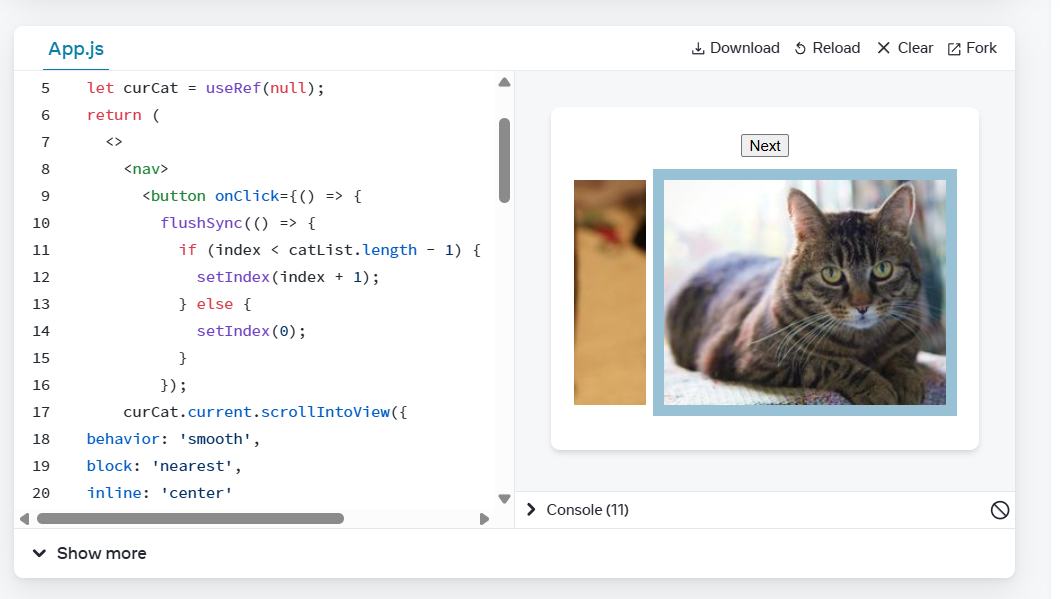 App.js
Download Reload Clear Fork
5 let curCat = useRef(null);
6 return (
7 <>
8 <nav>
9 <button onClick={() => {
10 flushSync(() => {
11 if (index < catList.length - 1) {
12 setIndex(index + 1);
13 } else {
14 setIndex(0);
15 }
16 });
17 curCat.current.scrollIntoView({
18 behavior: 'smooth',
19 block: 'nearest',
20 inline: 'center'
Next
Console (11)
Show more